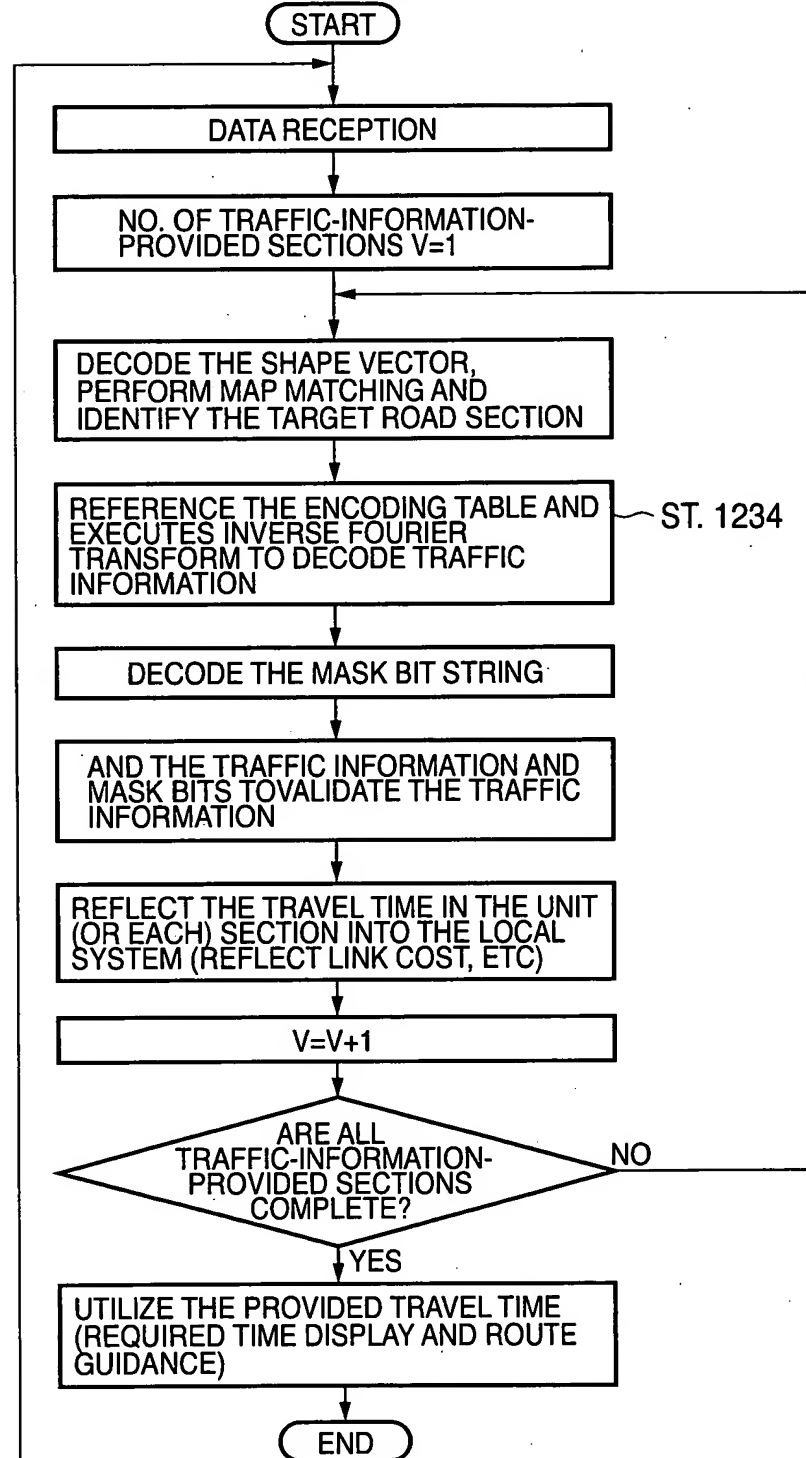 START
DATA RECEPTION
NO. OF TRAFFIC-INFORMATION-
PROVIDED SECTIONS V=1
DECODE THE SHAPE VECTOR,
PERFORM MAP MATCHING AND
IDENTIFY THE TARGET ROAD SECTION
REFERENCE THE ENCODING TABLE AND
EXECUTES INVERSE FOURIER
TRANSFORM TO DECODE TRAFFIC
INFORMATION
ST. 1234
DECODE THE MASK BIT STRING
AND THE TRAFFIC INFORMATION AND
MASK BITS TOVALIDATE THE TRAFFIC
INFORMATION
REFLECT THE TRAVEL TIME IN THE UNIT
(OR EACH) SECTION INTO THE LOCAL
SYSTEM (REFLECT LINK COST, ETC)
V=V+1
ARE ALL
TRAFFIC-INFORMATION-
PROVIDED SECTIONS
COMPLETE?
NO
YES
UTILIZE THE PROVIDED TRAVEL TIME
(REQUIRED TIME DISPLAY AND ROUTE
GUIDANCE)
END